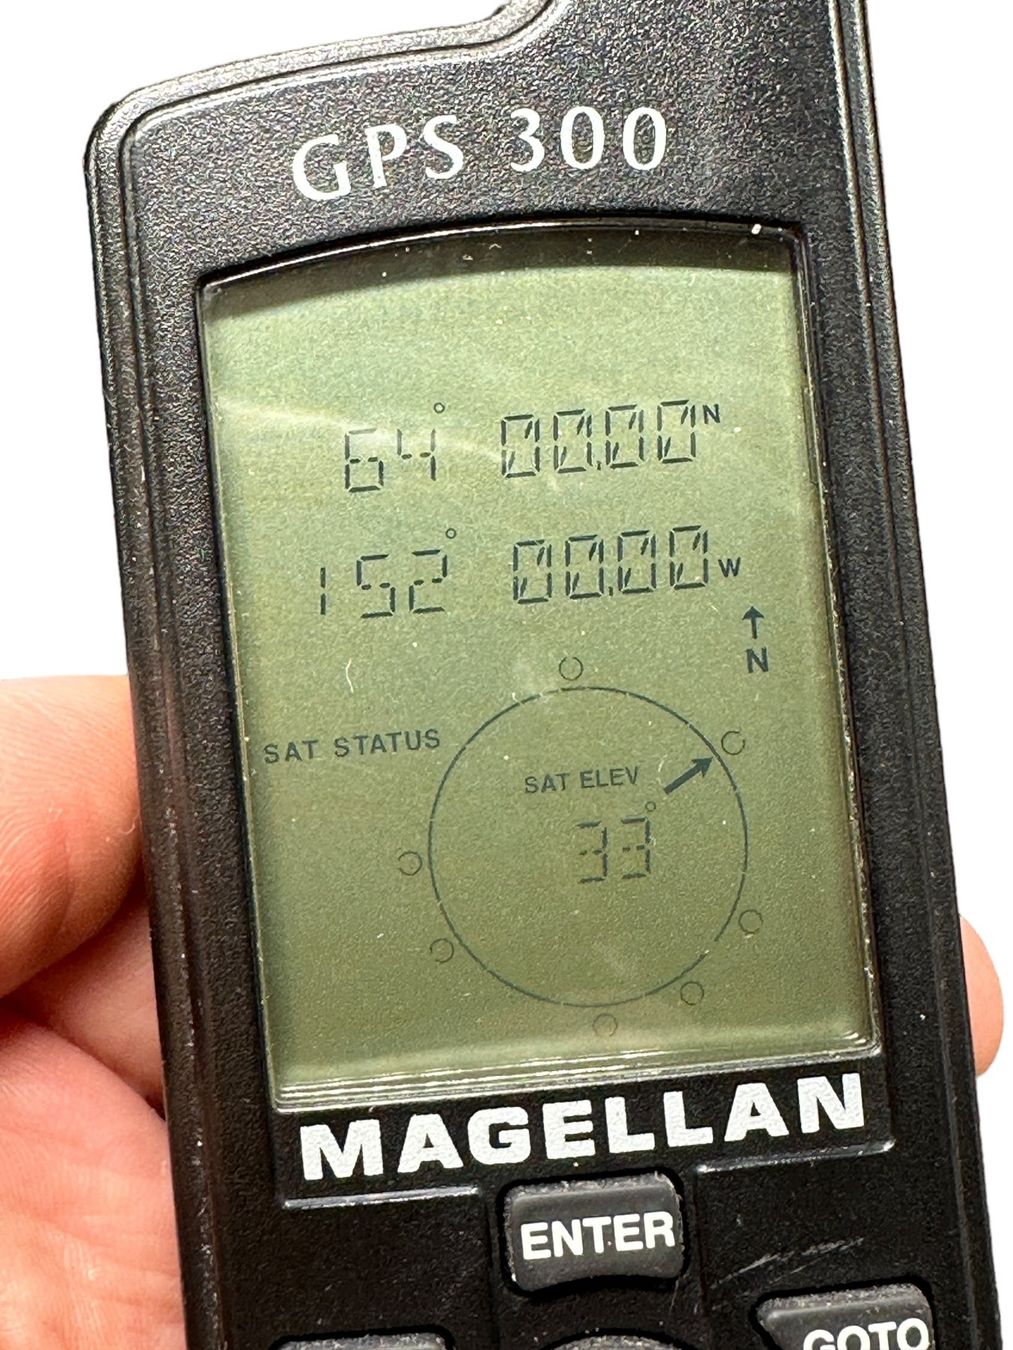 GPS 300
64° 00.00 N
152° 00.00 W
N
SAT STATUS
SAT ELEV
33°
MAGELLAN
ENTER
GOTO